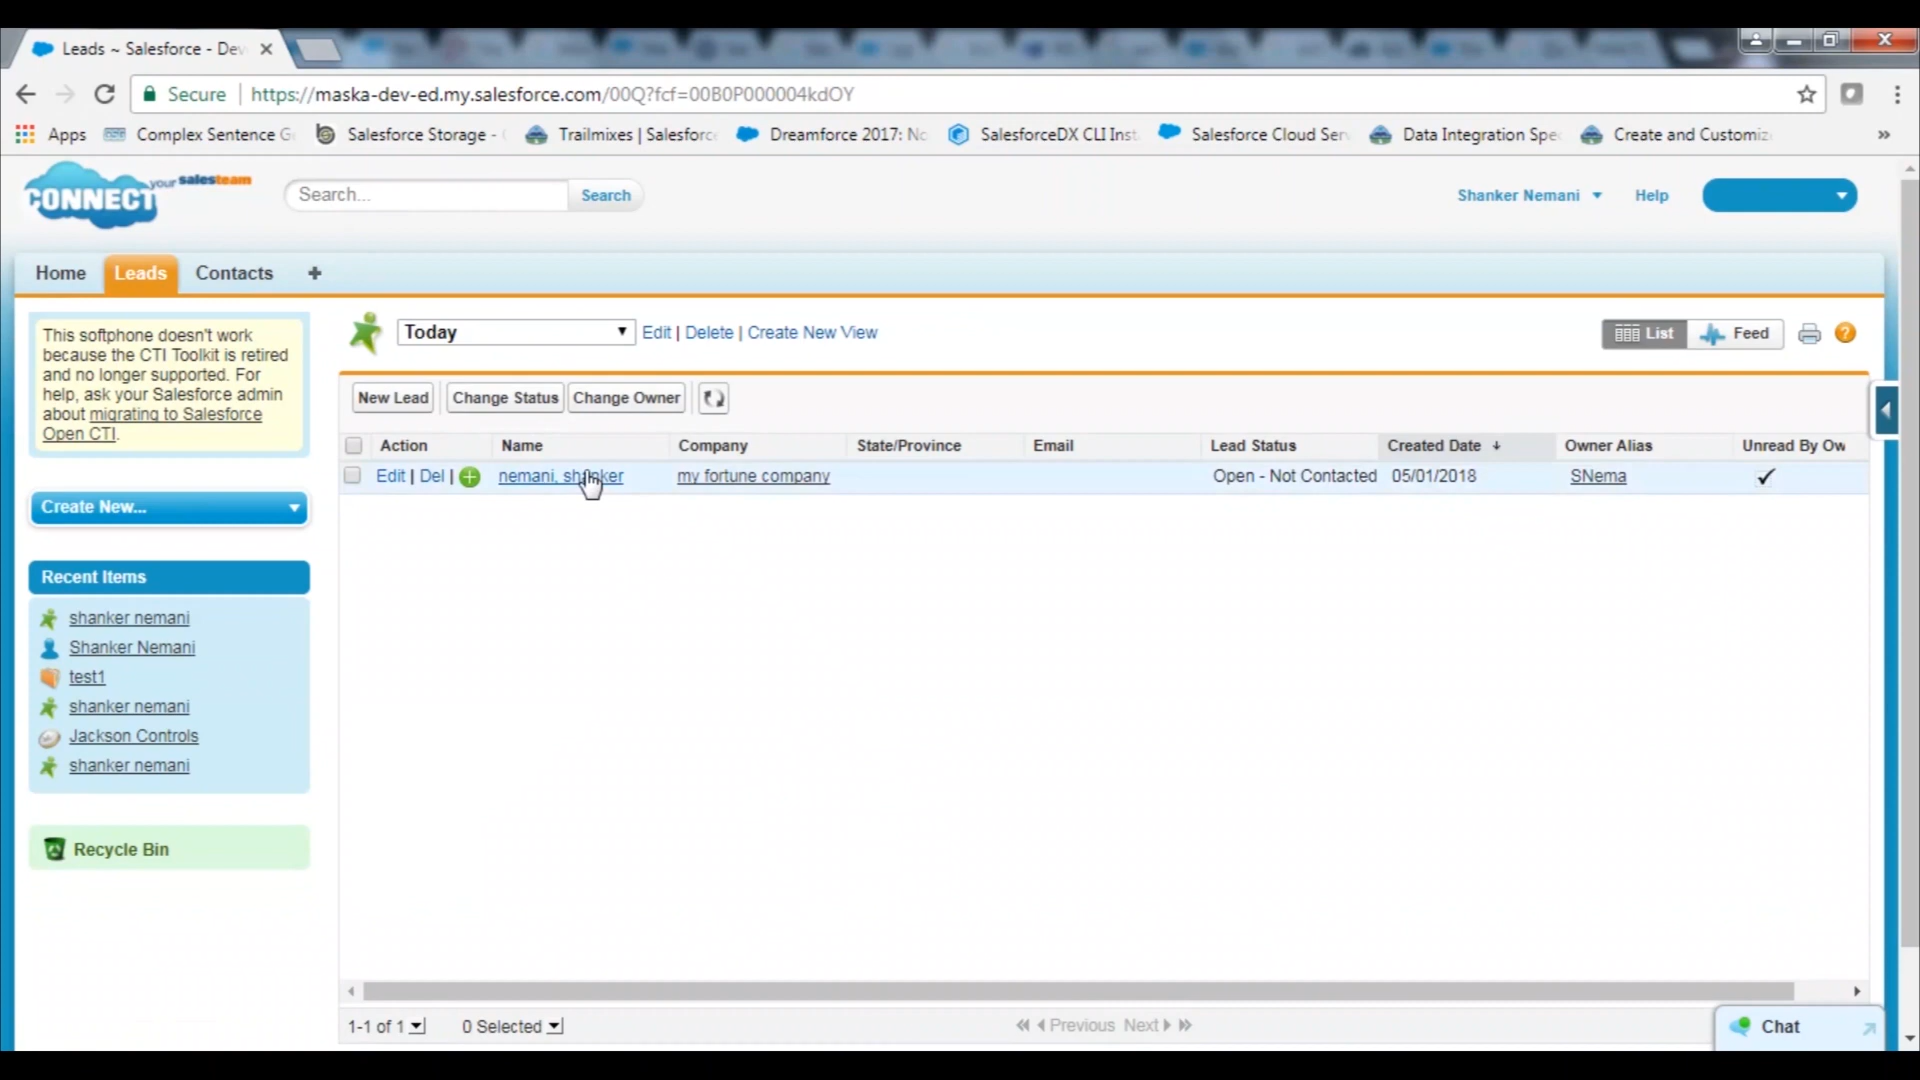 Leads ~ Salesforce - Dev
Secure | https://maska-dev-ed.my.salesforce.com/00Q?fcf=00B0P000004kdOY
Apps Complex Sentence G Salesforce Storage - Trailmixes | Salesforc Dreamforce 2017: No SalesforceDX CLI Inst Salesforce Cloud Serv Data Integration Spe Create and Customiz »
CONNECT your salesteam
Search... Search
Shanker Nemani Help
Home Leads Contacts +
This softphone doesn't work
because the CTI Toolkit is retired
and no longer supported. For
help, ask your Salesforce admin
about migrating to Salesforce
Open CTI.
Today Edit | Delete | Create New View
List Feed ?
New Lead Change Status Change Owner
Action Name Company State/Province Email Lead Status Created Date Owner Alias Unread By Ow
Edit | Del | nemani, shanker my fortune company Open - Not Contacted 05/01/2018 SNema
Create New...
Recent Items
shanker nemani
Shanker Nemani
test1
shanker nemani
Jackson Controls
shanker nemani
Recycle Bin
1-1 of 1 0 Selected Previous Next
Chat